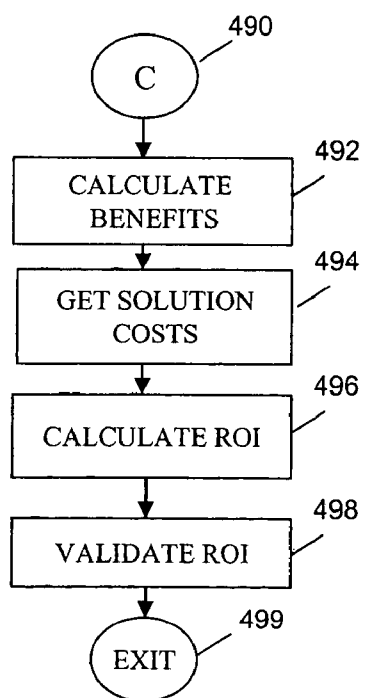 490
C
492
CALCULATE
BENEFITS
494
GET SOLUTION
COSTS
496
CALCULATE ROI
498
VALIDATE ROI
499
EXIT